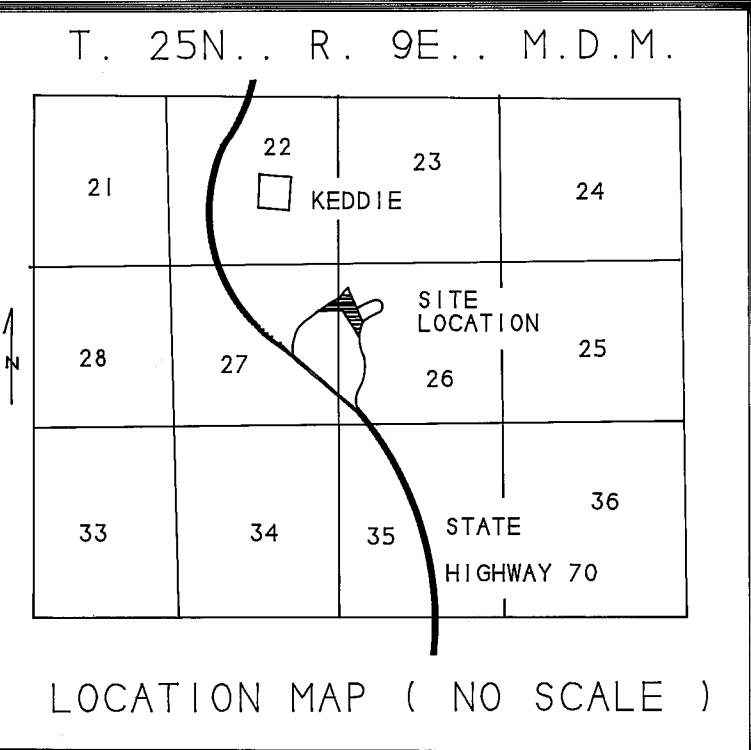 T. 25N.. R. 9E.. M.D.M.
21
22
23
24
KEDDIE
SITE
LOCATION
N
28
27
26
25
33
34
35
36
STATE
HIGHWAY 70
LOCATION MAP ( NO SCALE )